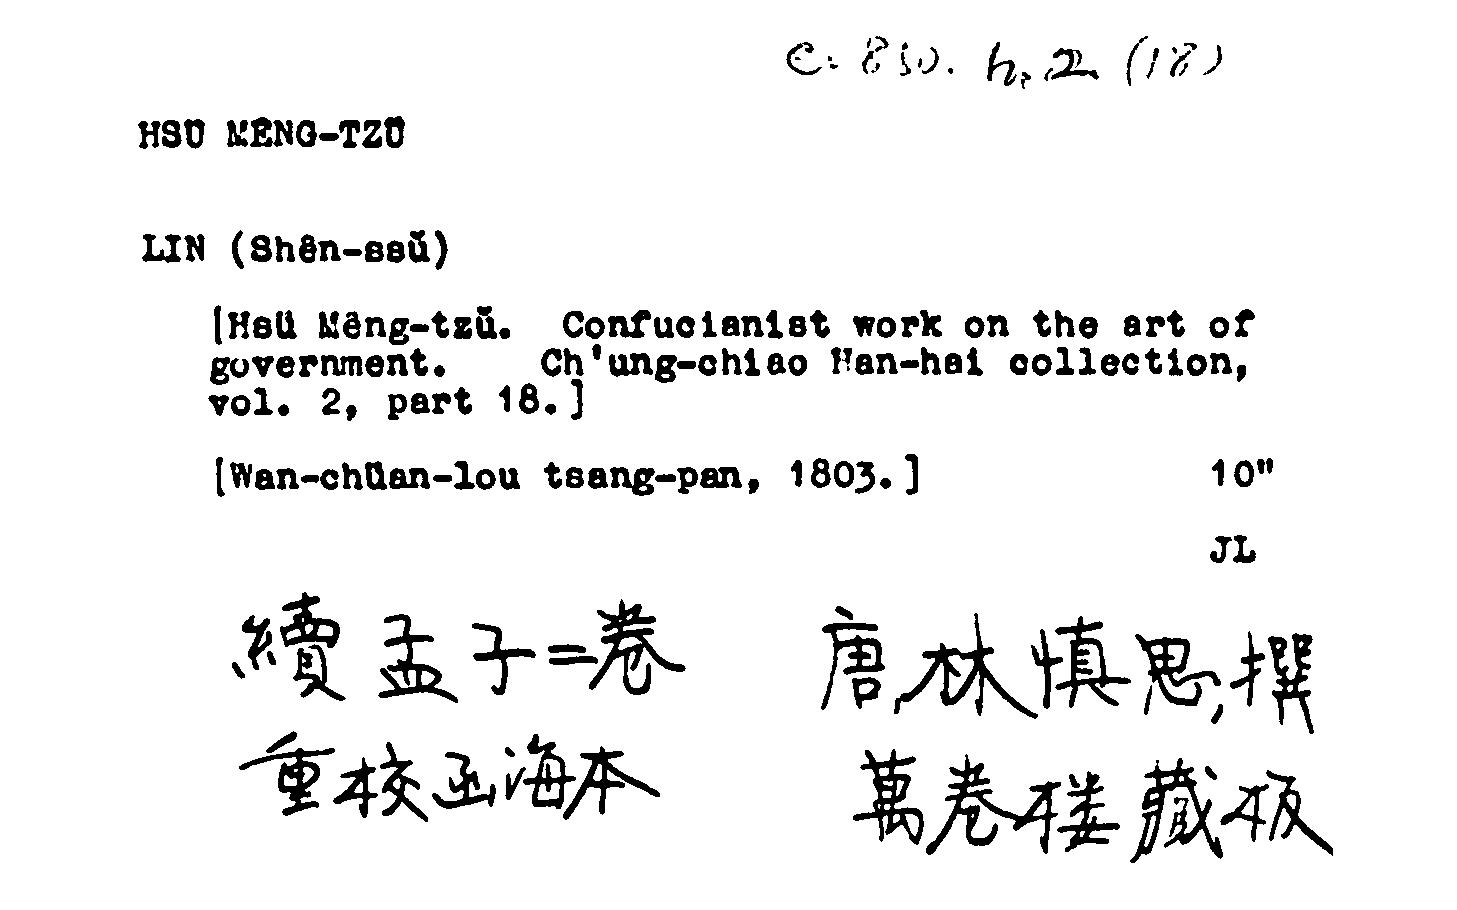 c. 850. h. 2 (18)
HSÜ MÊNG-TZŬ
LIN (Shên-ssŭ)
[Hsü Mêng-tzŭ. Confucianist work on the art of
government. Ch'ung-chiao Han-hai collection,
vol. 2, part 18.]
[Wan-chüan-lou tsang-pan, 1803.] 10"
JL
續孟子二卷 唐,林慎思,撰
重校函海本 萬卷楼藏板